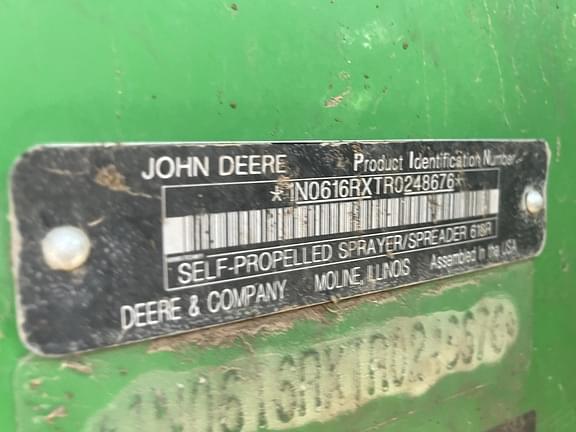 JOHN DEERE Product Identification Number
*1N0616RXTR0248676*
SELF-PROPELLED SPRAYER/SPREADER 616R
DEERE & COMPANY MOLINE, ILLINOIS Assembled in the USA
*1N0616RXTR0248676*